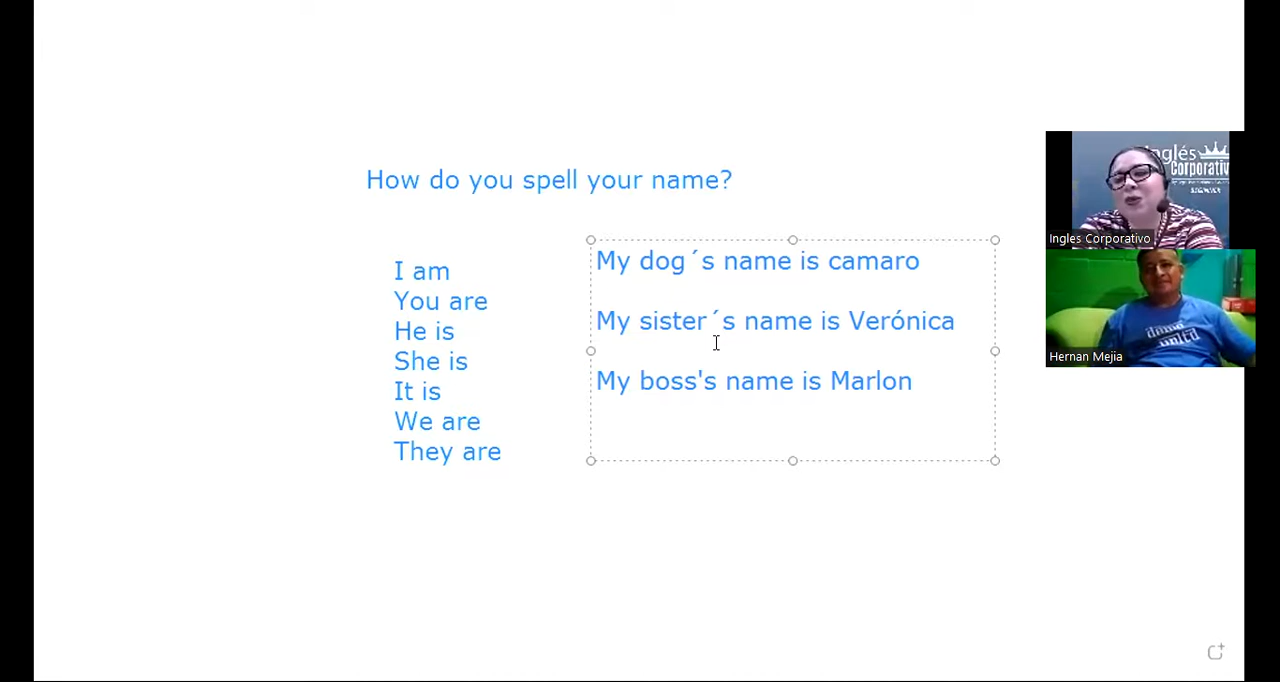 How do you spell your name?
I am
You are
He is
She is
It is
We are
They are
My dog´s name is camaro
My sister´s name is Verónica
My boss's name is Marlon
Inglés
Corporativo
Ingles Corporativo
Hernan Mejia